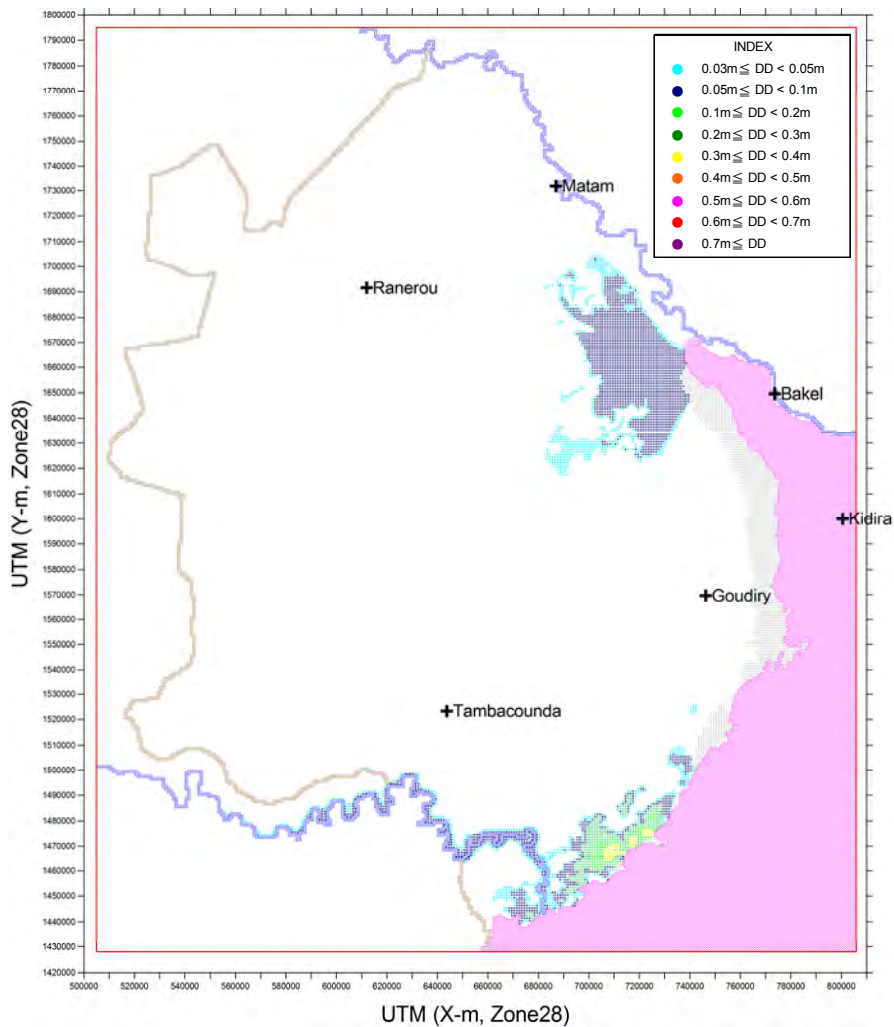 1800000
1790000
1780000
1770000
1760000
1750000
1740000
1730000
1720000
1710000
1700000
1690000
1680000
1670000
1660000
1650000
1640000
1630000
1620000
1610000
1600000
1590000
1580000
1570000
1560000
1550000
1540000
1530000
1520000
1510000
1500000
1490000
1480000
1470000
1460000
1450000
1440000
1430000
1420000
UTM (Y-m, Zone28)
INDEX
0.03m≦ DD < 0.05m
0.05m≦ DD < 0.1m
0.1m≦ DD < 0.2m
0.2m≦ DD < 0.3m
0.3m≦ DD < 0.4m
0.4m≦ DD < 0.5m
0.5m≦ DD < 0.6m
0.6m≦ DD < 0.7m
0.7m≦ DD
Matam
Ranerou
Bakel
Kidira
Goudiry
Tambacounda
500000 520000 540000 560000 580000 600000 620000 640000 660000 680000 700000 720000 740000 760000 780000 800000
UTM (X-m, Zone28)